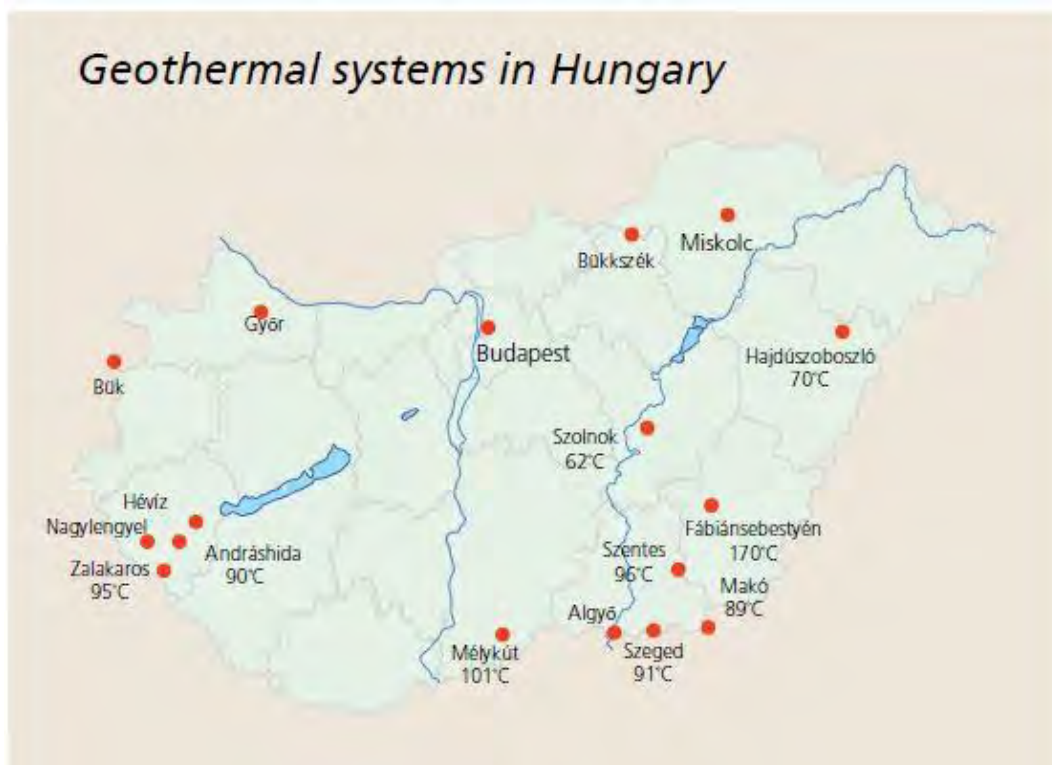 Geothermal systems in Hungary
Miskolc
Bükkszék
Győr
Budapest
Hajdúszoboszló
70°C
Bük
Szolnok
62°C
Hévíz
Nagylengyel
Andráshida
90°C
Zalakaros
95°C
Fábiánsebestyén
170°C
Szentes
96°C
Makó
89°C
Algyő
Szeged
91°C
Mélykút
101°C